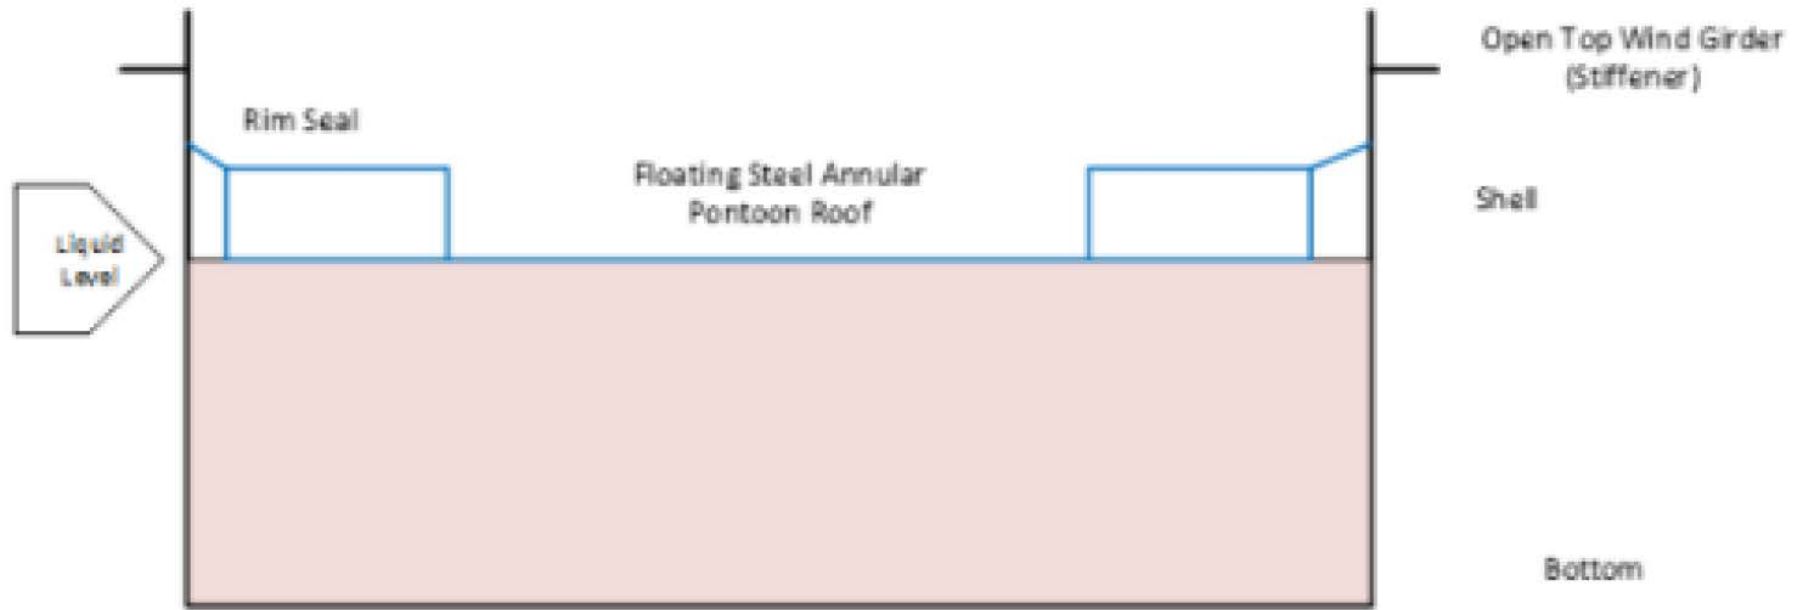 Open Top Wind Girder
(Stiffener)
Rim Seal
Floating Steel Annular
Pontoon Roof
Shell
Liquid
Level
Bottom